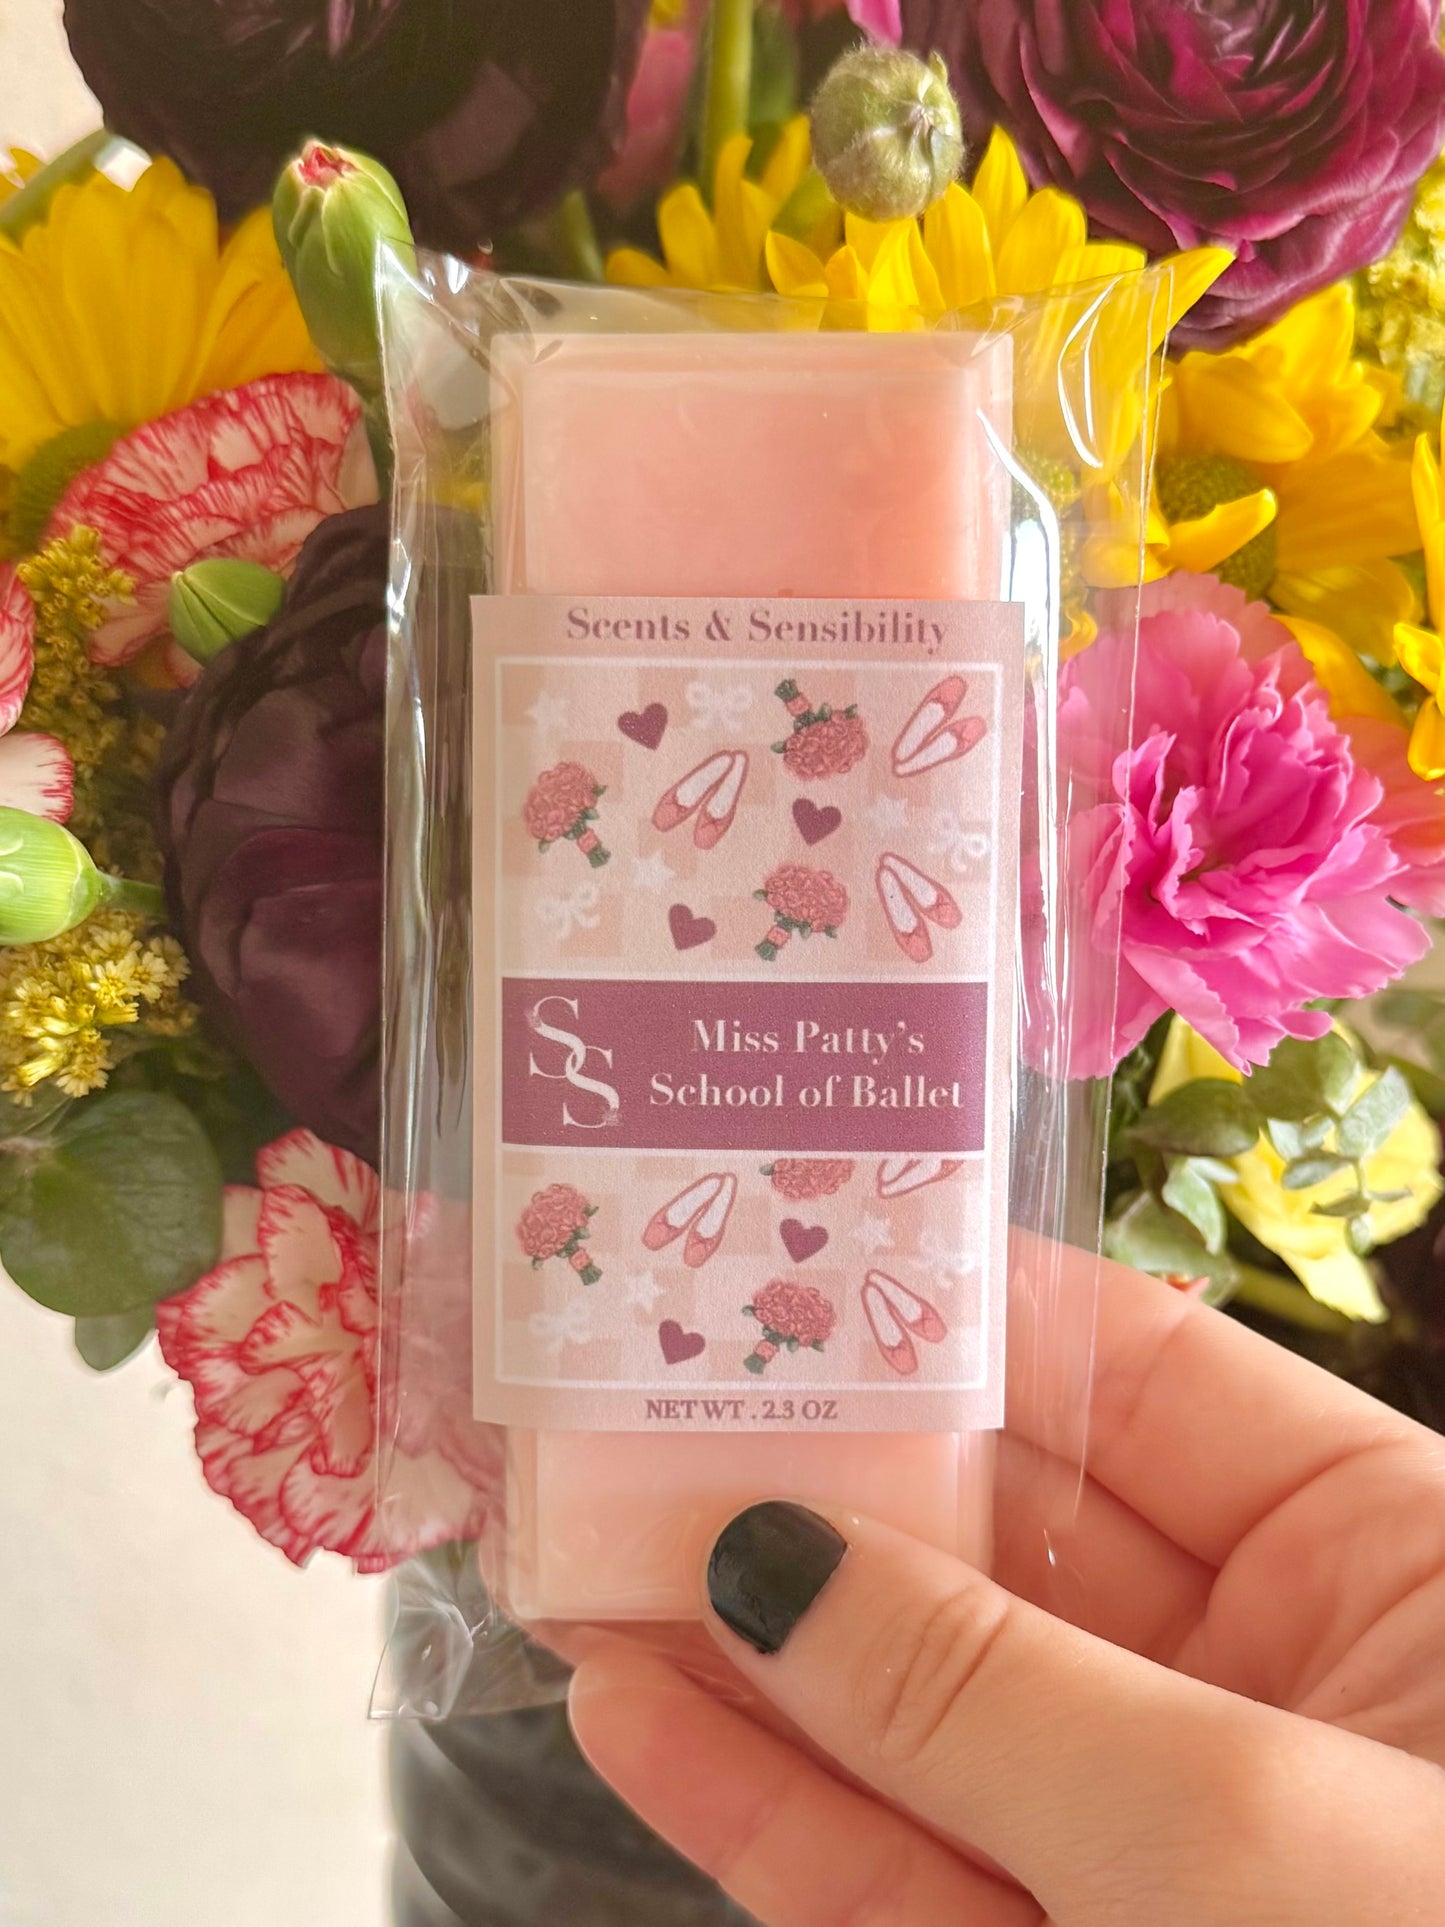 Scents & Sensibility
SS
Miss Patty's
School of Ballet
NET WT . 2.3 OZ